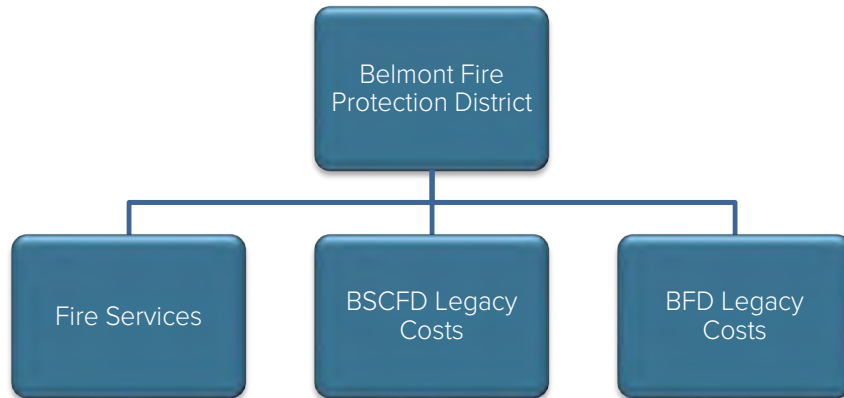 Belmont Fire
Protection District
Fire Services
BSCFD Legacy
Costs
BFD Legacy
Costs